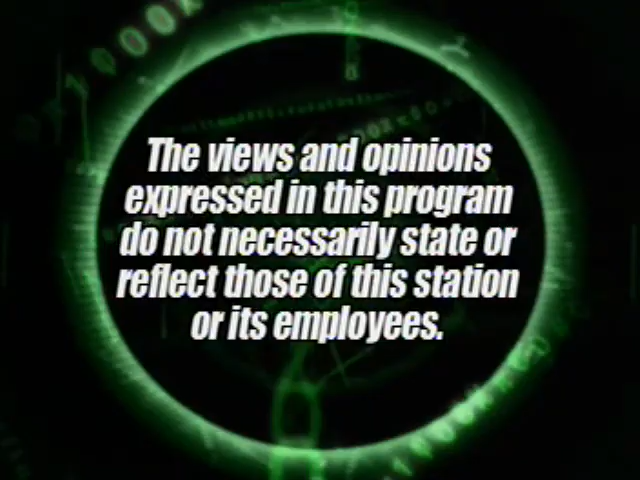 The views and opinions
expressed in this program
do not necessarily state or
reflect those of this station
or its employees.